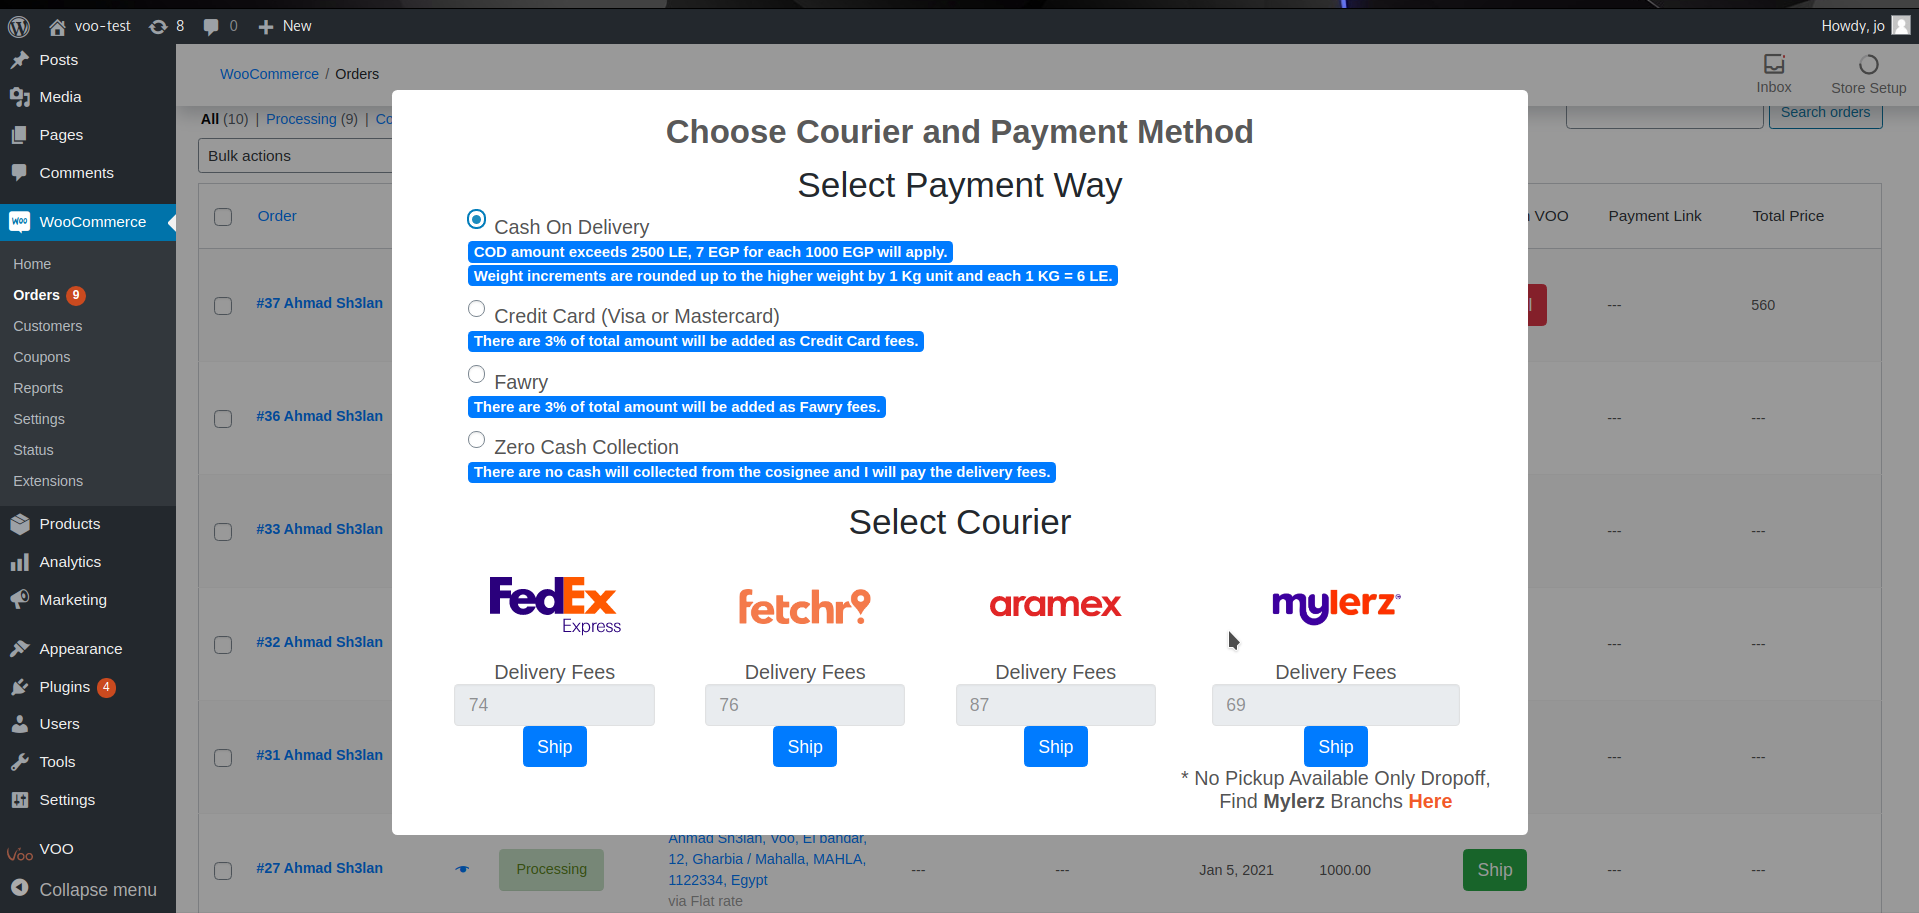 voo-test 8 0 New
Howdy, jo
Posts
Media
Pages
Comments
WooCommerce
Home
Orders 9
Customers
Coupons
Reports
Settings
Status
Extensions
Products
Analytics
Marketing
Appearance
Plugins 4
Users
Tools
Settings
VOO
Collapse menu
WooCommerce / Orders
Inbox
Store Setup
All (10) | Processing (9) | Co
Search orders
Bulk actions
Order
VOO
Payment Link
Total Price
#37 Ahmad Sh3lan
---
560
#36 Ahmad Sh3lan
---
---
#33 Ahmad Sh3lan
---
---
#32 Ahmad Sh3lan
---
---
#31 Ahmad Sh3lan
---
---
Choose Courier and Payment Method
Select Payment Way
Cash On Delivery
COD amount exceeds 2500 LE, 7 EGP for each 1000 EGP will apply.
Weight increments are rounded up to the higher weight by 1 Kg unit and each 1 KG = 6 LE.
Credit Card (Visa or Mastercard)
There are 3% of total amount will be added as Credit Card fees.
Fawry
There are 3% of total amount will be added as Fawry fees.
Zero Cash Collection
There are no cash will collected from the cosignee and I will pay the delivery fees.
Select Courier
FedEx
Express
fetchr
aramex
mylerz
Delivery Fees
74
Ship
Delivery Fees
76
Ship
Delivery Fees
87
Ship
Delivery Fees
69
Ship
* No Pickup Available Only Dropoff,
Find Mylerz Branchs Here
#27 Ahmad Sh3lan
Processing
Ahmad Sh3lan, Voo, El bandar,
12, Gharbia / Mahalla, MAHLA,
1122334, Egypt
via Flat rate
---
---
Jan 5, 2021
1000.00
Ship
---
---